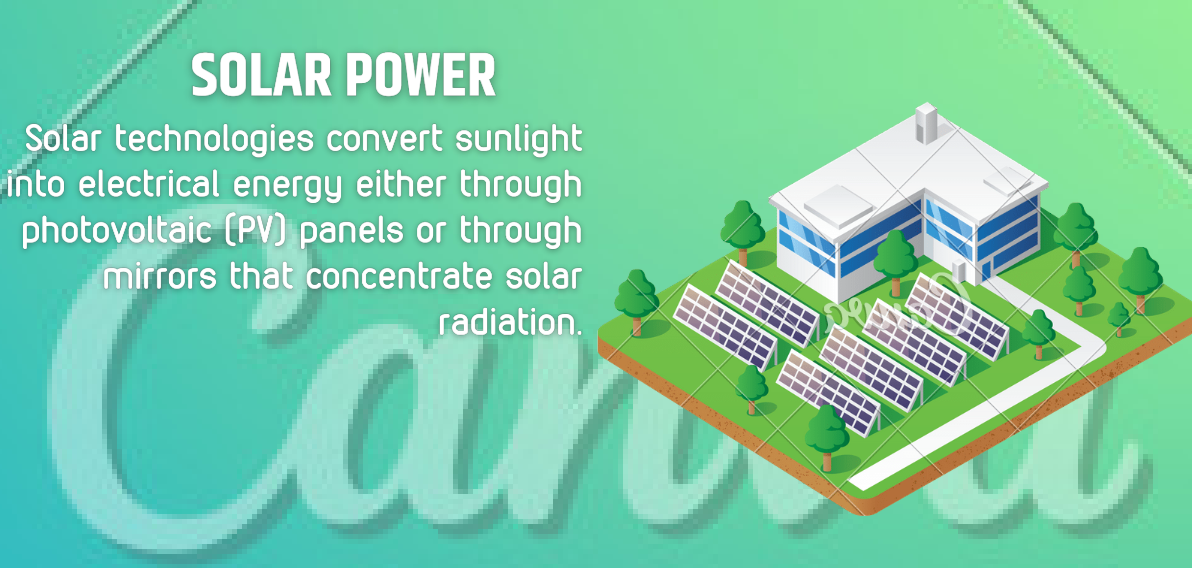 SOLAR POWER
Solar technologies convert sunlight
into electrical energy either through
photovoltaic (PV) panels or through
mirrors that concentrate solar
radiation.
Canva
Canva